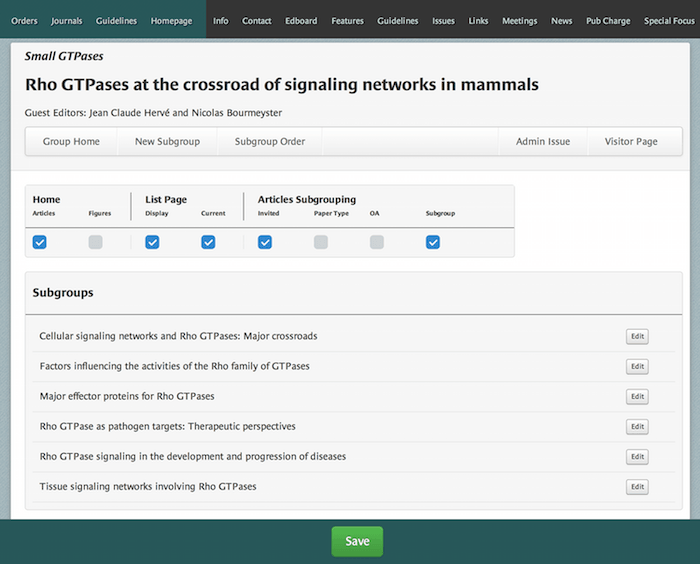 Orders Journals Guidelines Homepage Info Contact Edboard Features Guidelines Issues Links Meetings News Pub Charge Special Focus
Small GTPases
Rho GTPases at the crossroad of signaling networks in mammals
Guest Editors: Jean Claude Hervé and Nicolas Bourmeyster
Group Home New Subgroup Subgroup Order Admin Issue Visitor Page
Home List Page Articles Subgrouping
Articles Figures Display Current Invited Paper Type OA Subgroup
Subgroups
Cellular signaling networks and Rho GTPases: Major crossroads Edit
Factors influencing the activities of the Rho family of GTPases Edit
Major effector proteins for Rho GTPases Edit
Rho GTPase as pathogen targets: Therapeutic perspectives Edit
Rho GTPase signaling in the development and progression of diseases Edit
Tissue signaling networks involving Rho GTPases Edit
Save